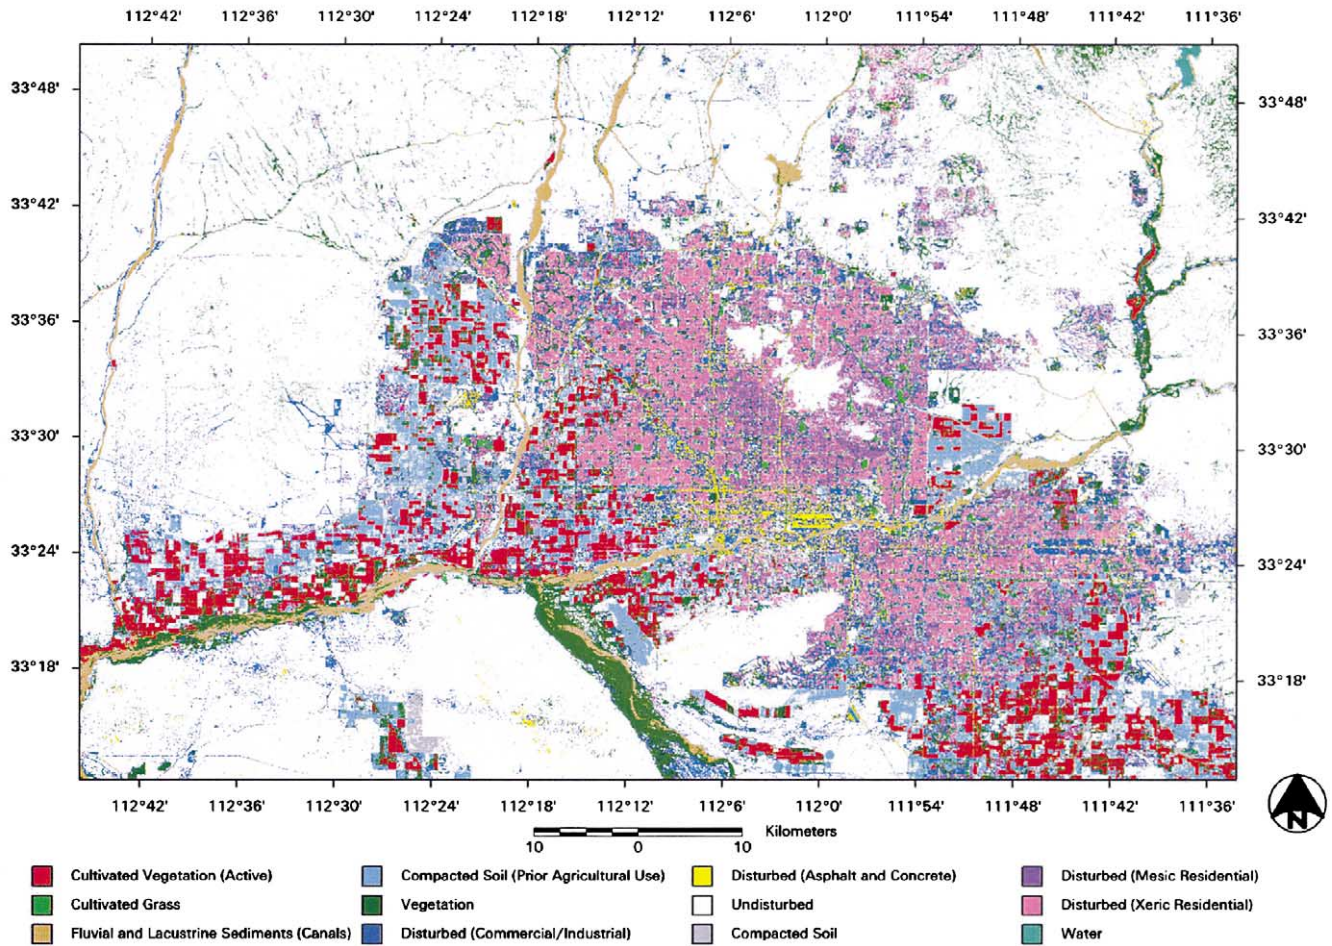 112°42' 112°36' 112°30' 112°24' 112°18' 112°12' 112°6' 112°0' 111°54' 111°48' 111°42' 111°36'
33°48' 33°48'
33°42' 33°42'
33°36' 33°36'
33°30' 33°30'
33°24' 33°24'
33°18' 33°18'
112°42' 112°36' 112°30' 112°24' 112°18' 112°12' 112°6' 112°0' 111°54' 111°48' 111°42' 111°36'
Kilometers
10 0 10
N
Cultivated Vegetation (Active) Compacted Soil (Prior Agricultural Use) Disturbed (Asphalt and Concrete) Disturbed (Mesic Residential)
Cultivated Grass Vegetation Undisturbed Disturbed (Xeric Residential)
Fluvial and Lacustrine Sediments (Canals) Disturbed (Commercial/Industrial) Compacted Soil Water